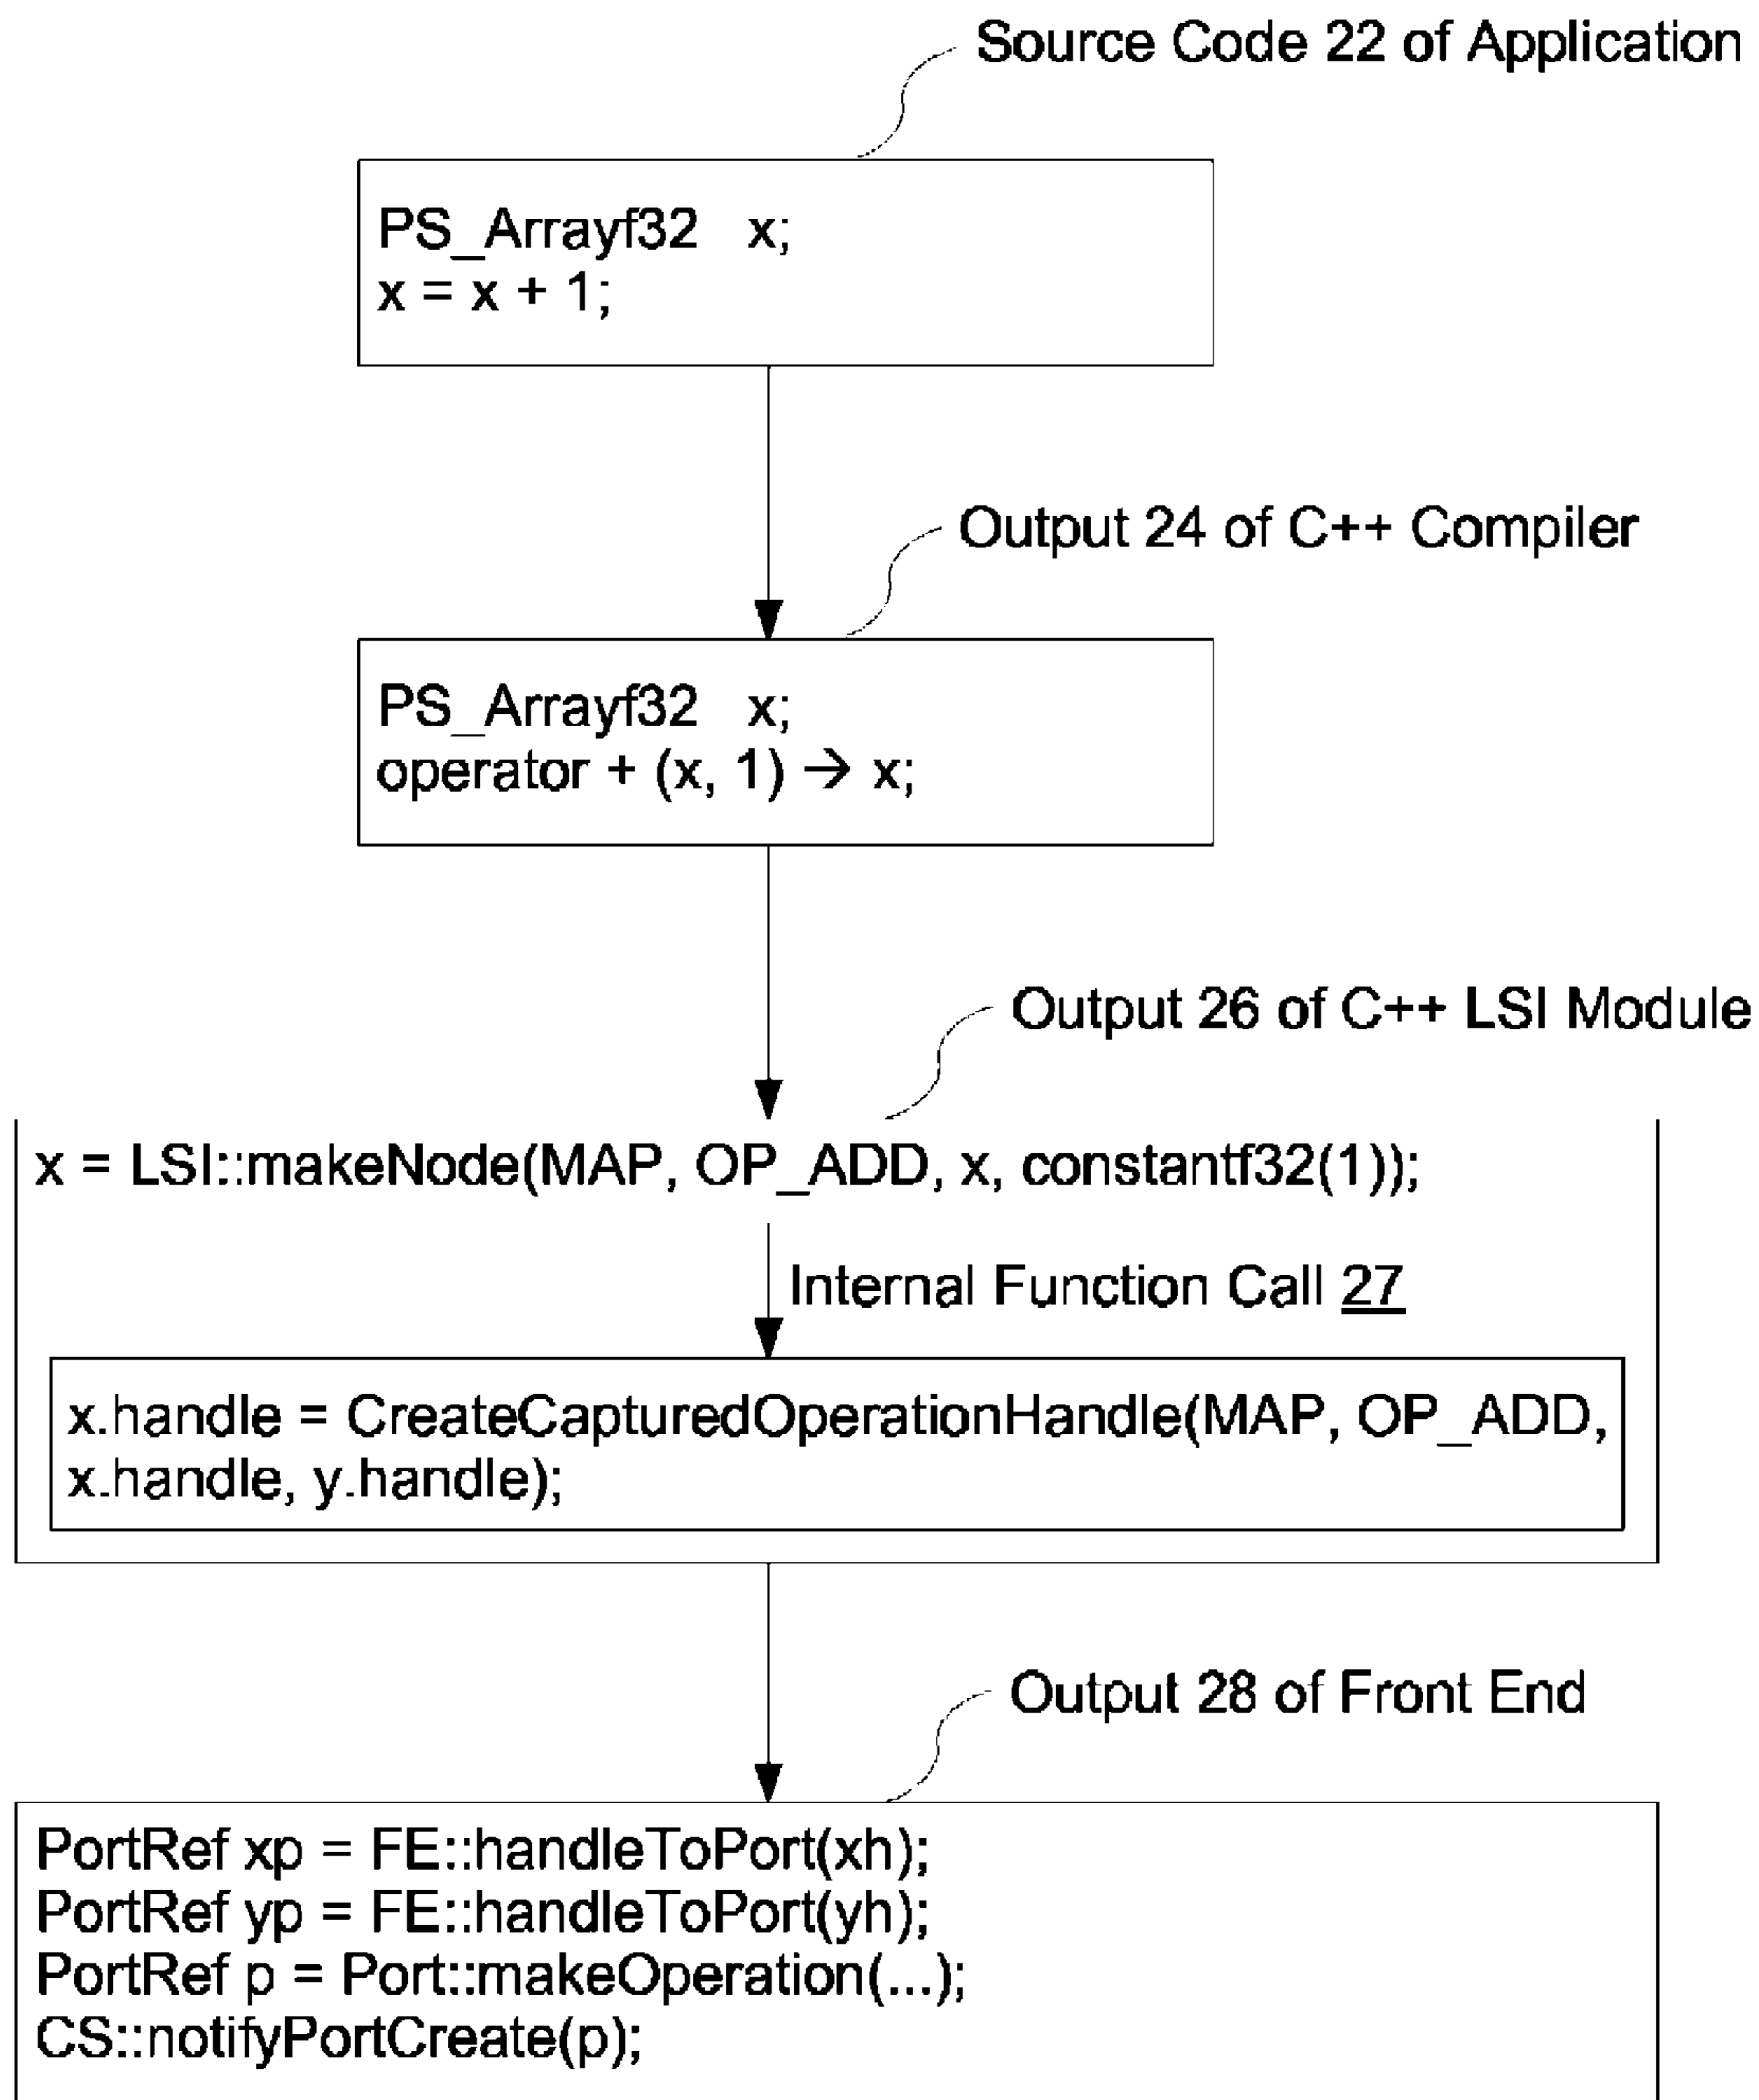 Source Code 22 of Application
PS_Arrayf32 x;
x = x + 1;
Output 24 of C++ Compiler
PS_Arrayf32 x;
operator + (x, 1) → x;
Output 26 of C++ LSI Module
x = LSI::makeNode(MAP, OP_ADD, x, constantf32(1));
Internal Function Call 27
x.handle = CreateCapturedOperationHandle(MAP, OP_ADD,
x.handle, y.handle);
Output 28 of Front End
PortRef xp = FE::handleToPort(xh);
PortRef yp = FE::handleToPort(yh);
PortRef p = Port::makeOperation(...);
CS::notifyPortCreate(p);